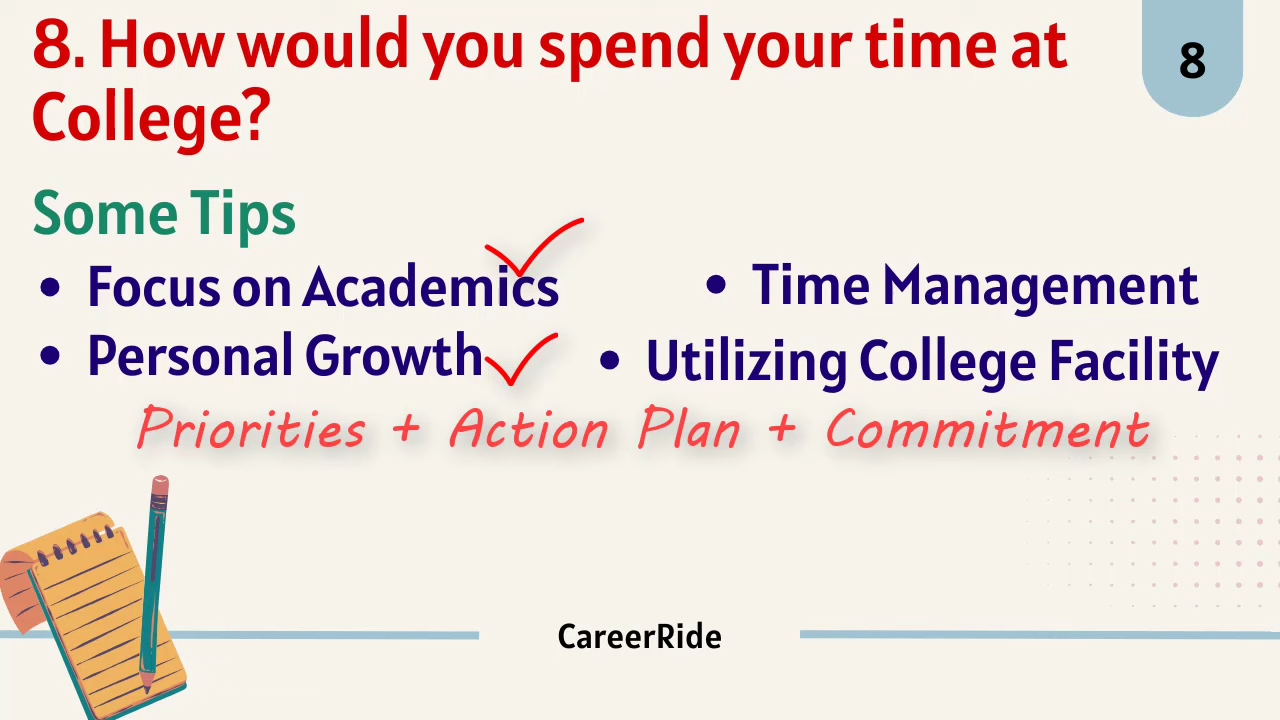 8. How would you spend your time at
College?
8
Some Tips
• Focus on Academics
• Time Management
• Personal Growth
• Utilizing College Facility
Priorities + Action Plan + Commitment
CareerRide